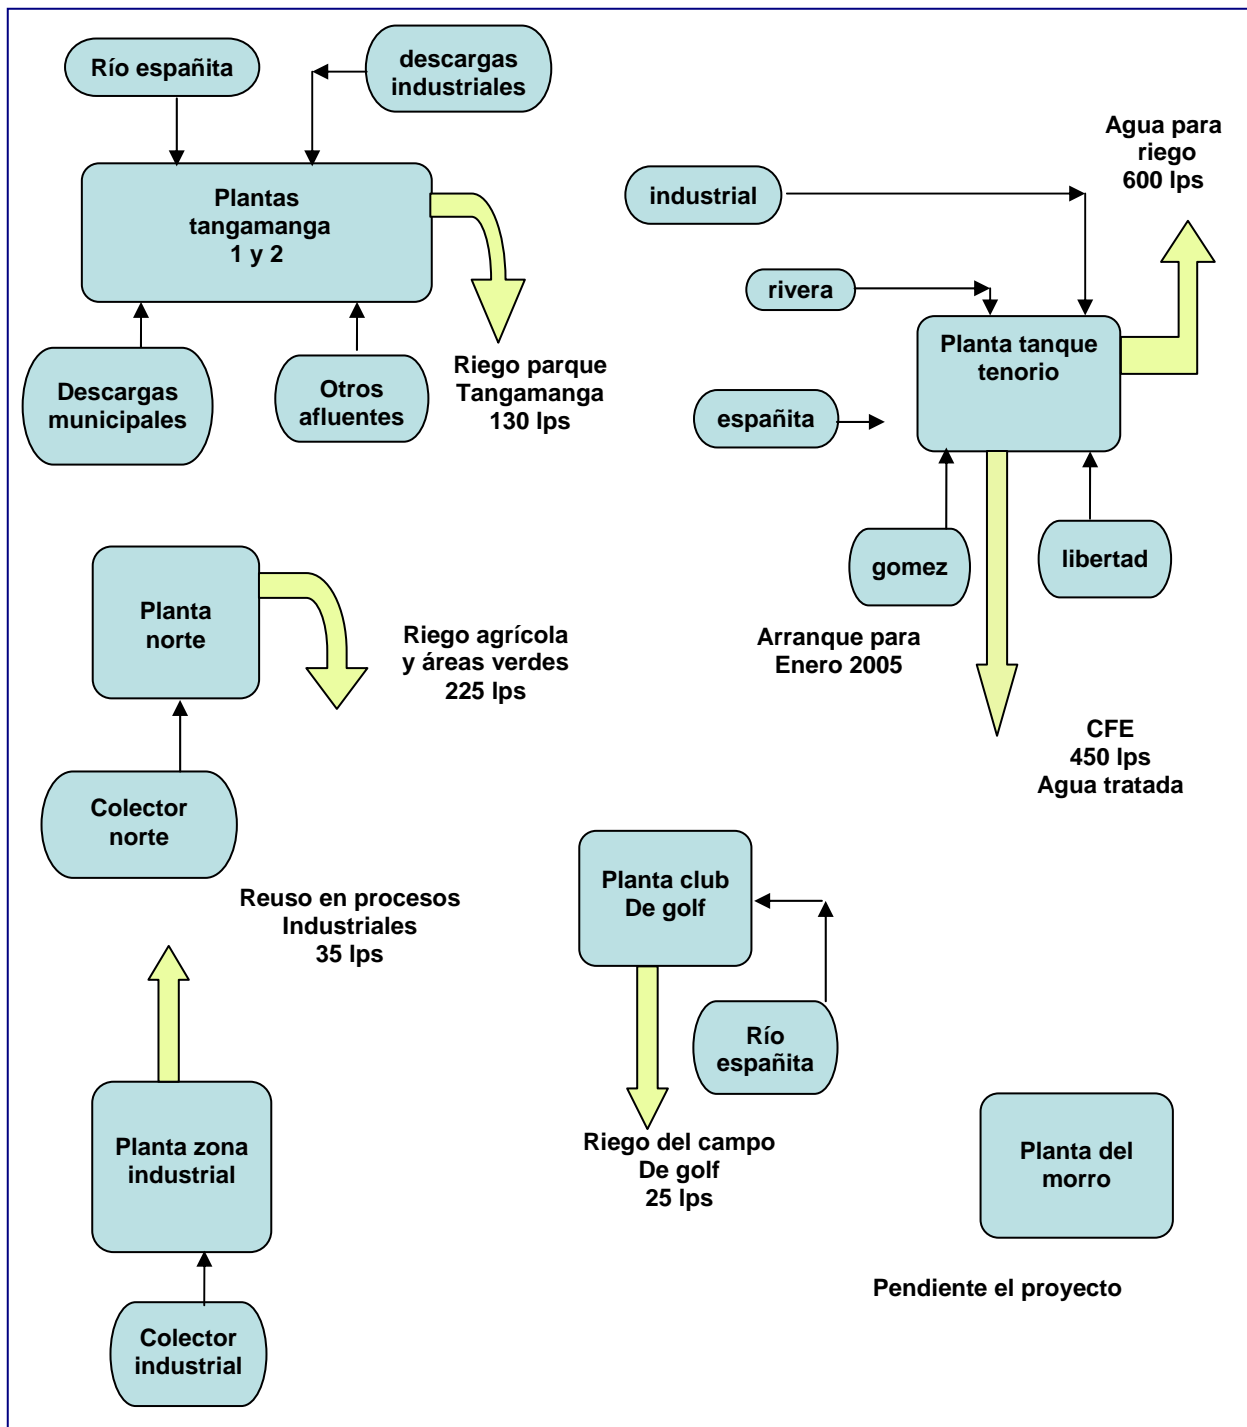 Río españita
descargas
industriales
Plantas
tangamanga
1 y 2
Descargas
municipales
Otros
afluentes
Riego parque
Tangamanga
130 lps
Agua para
riego
600 lps
industrial
rivera
españita
Planta tanque
tenorio
gomez
libertad
Arranque para
Enero 2005
CFE
450 lps
Agua tratada
Planta
norte
Riego agrícola
y áreas verdes
225 lps
Colector
norte
Reuso en procesos
Industriales
35 lps
Planta zona
industrial
Colector
industrial
Planta club
De golf
Río
españita
Riego del campo
De golf
25 lps
Planta del
morro
Pendiente el proyecto